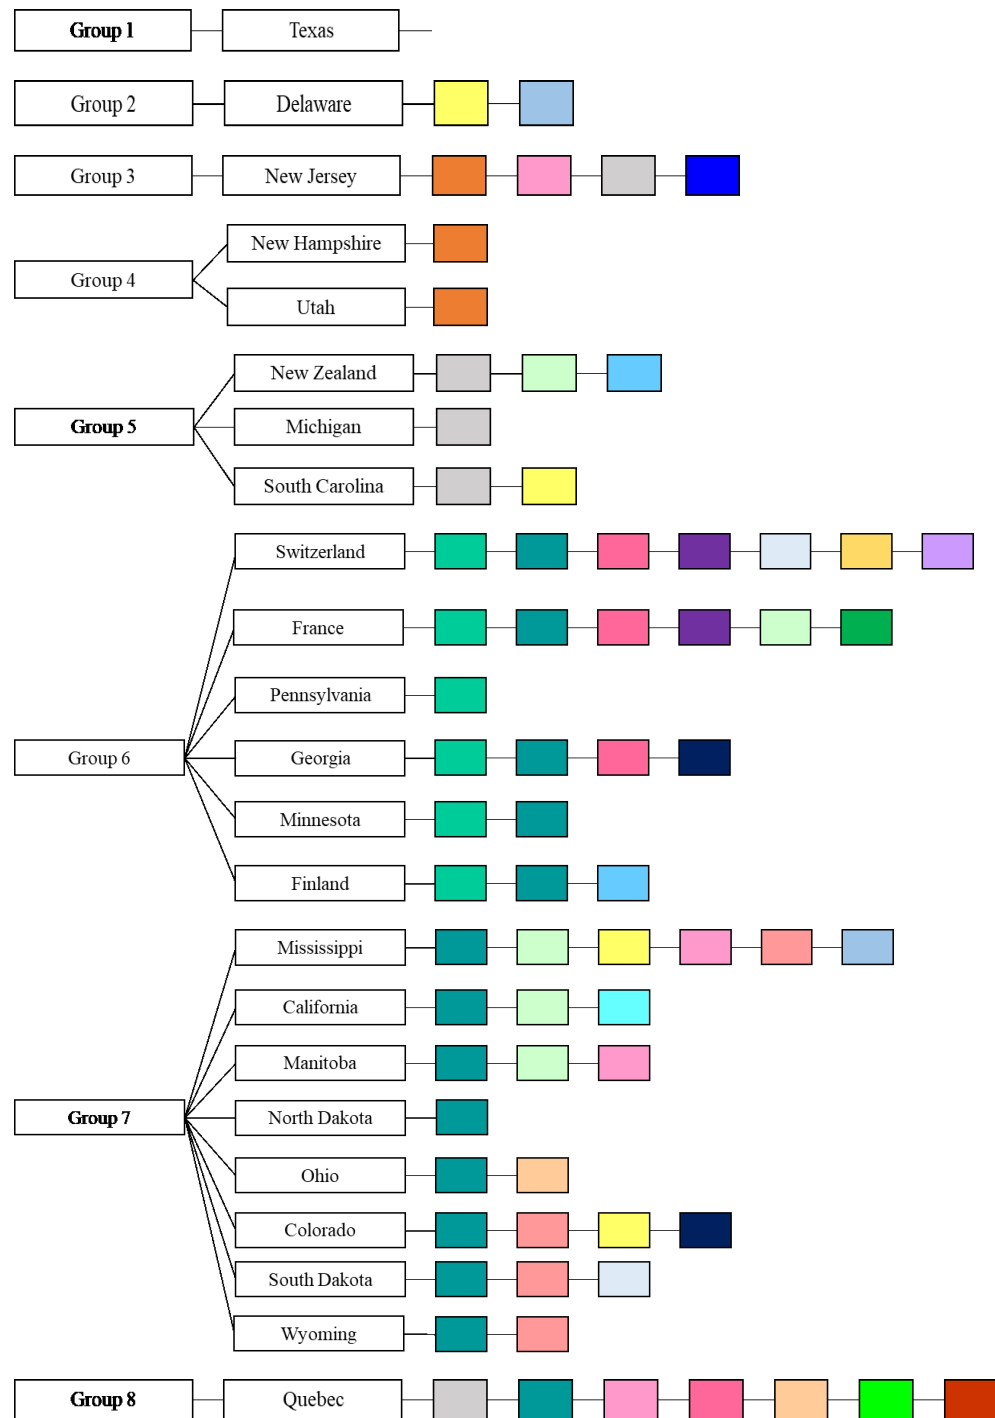 Group 1
Texas
Group 2
Delaware
Group 3
New Jersey
Group 4
New Hampshire
Utah
Group 5
New Zealand
Michigan
South Carolina
Group 6
Switzerland
France
Pennsylvania
Georgia
Minnesota
Finland
Group 7
Mississippi
California
Manitoba
North Dakota
Ohio
Colorado
South Dakota
Wyoming
Group 8
Quebec